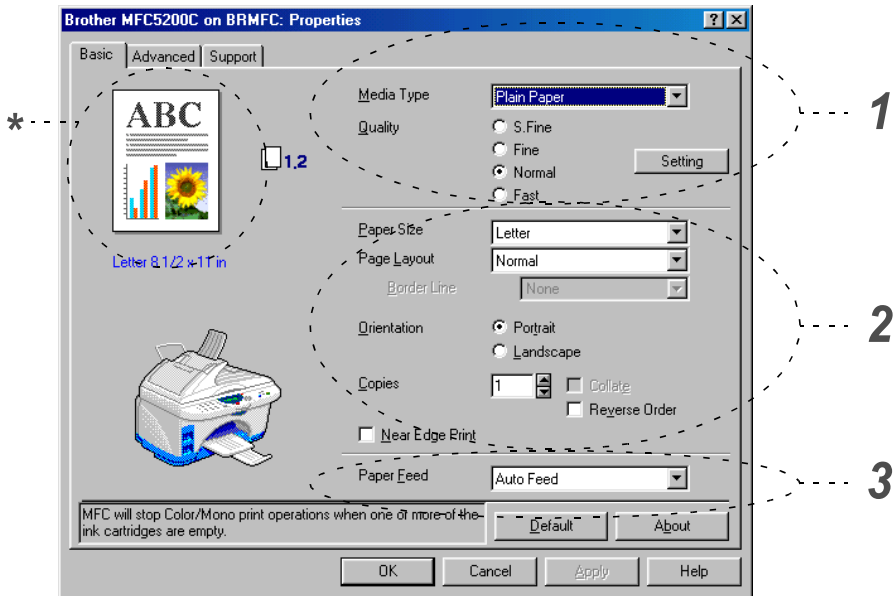 Brother MFC5200C on BRMFC: Properties
Basic Advanced Support
*
ABC
1,2
Letter 8 1/2 x 11 in
Media Type Plain Paper
Quality S.Fine
Fine
Normal
Fast
Setting
1
Paper Size Letter
Page Layout Normal
Border Line None
Orientation Portrait
Landscape
Copies 1 Collate
Reverse Order
Near Edge Print
2
Paper Feed Auto Feed
3
MFC will stop Color/Mono print operations when one or more of the
ink cartridges are empty.
Default About
OK Cancel Apply Help